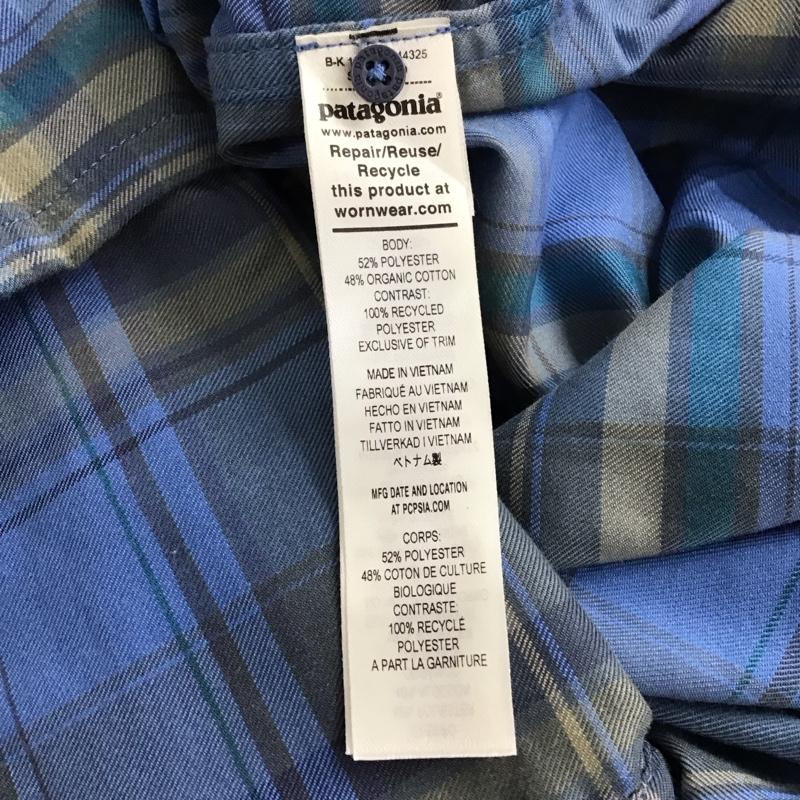 B-K 1 44325
patagonia®
www.patagonia.com
Repair/Reuse/
Recycle
this product at
wornwear.com
BODY:
52% POLYESTER
48% ORGANIC COTTON
CONTRAST:
100% RECYCLED
POLYESTER
EXCLUSIVE OF TRIM
MADE IN VIETNAM
FABRIQUÉ AU VIETNAM
HECHO EN VIETNAM
FATTO IN VIETNAM
TILLVERKAD I VIETNAM
ベトナム製
MFG DATE AND LOCATION
AT PCPSIA.COM
CORPS:
52% POLYESTER
48% COTON DE CULTURE
BIOLOGIQUE
CONTRASTE:
100% RECYCLÉ
POLYESTER
A PART LA GARNITURE